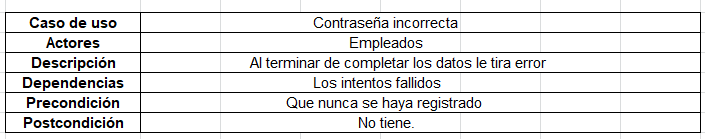 Caso de uso Contraseña incorrecta
Actores Empleados
Descripción Al terminar de completar los datos le tira error
Dependencias Los intentos fallidos
Precondición Que nunca se haya registrado
Postcondición No tiene.